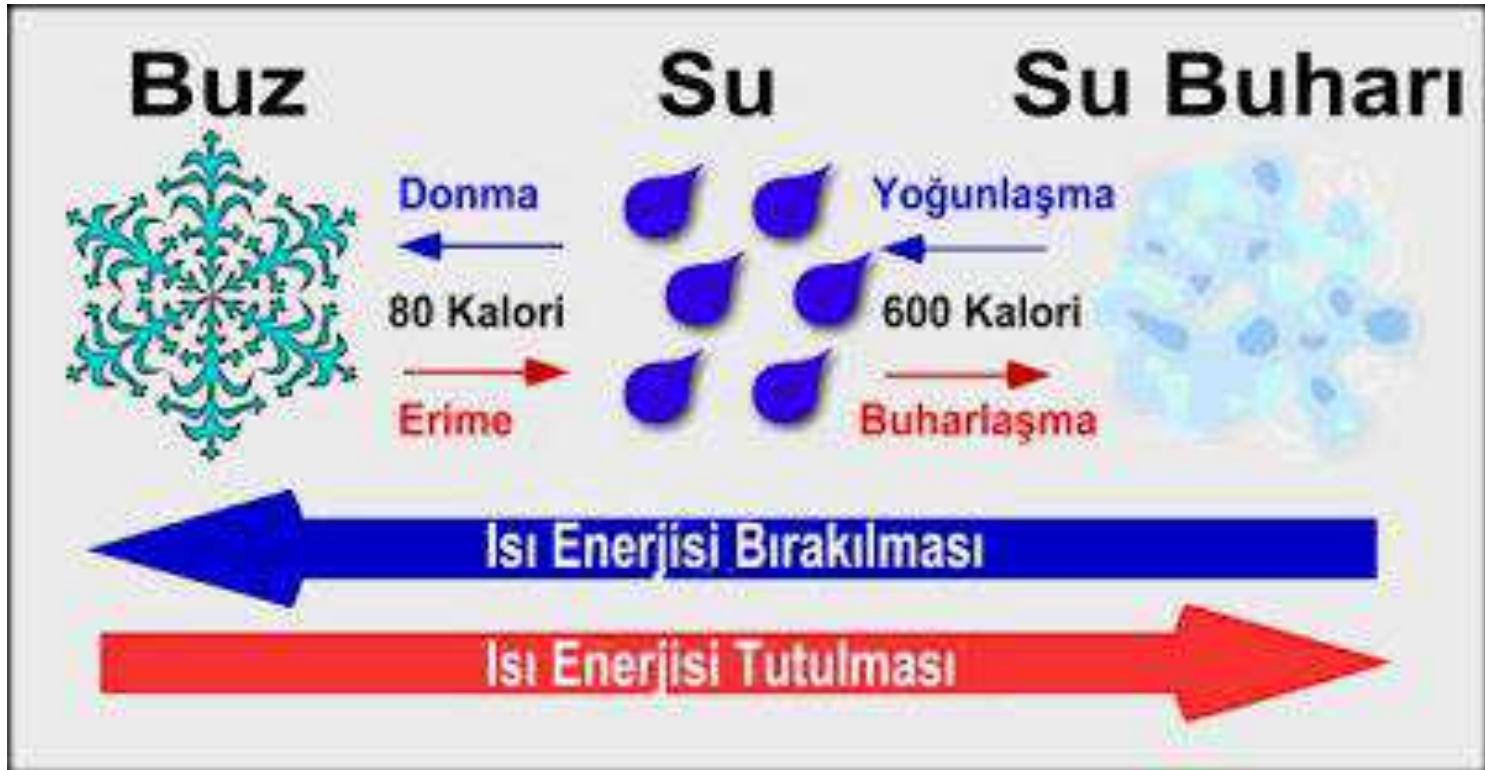 Buz
Su
Su Buharı
Donma
Yoğunlaşma
80 Kalori
600 Kalori
Erime
Buharlaşma
Isı Enerjisi Bırakılması
Isı Enerjisi Tutulması